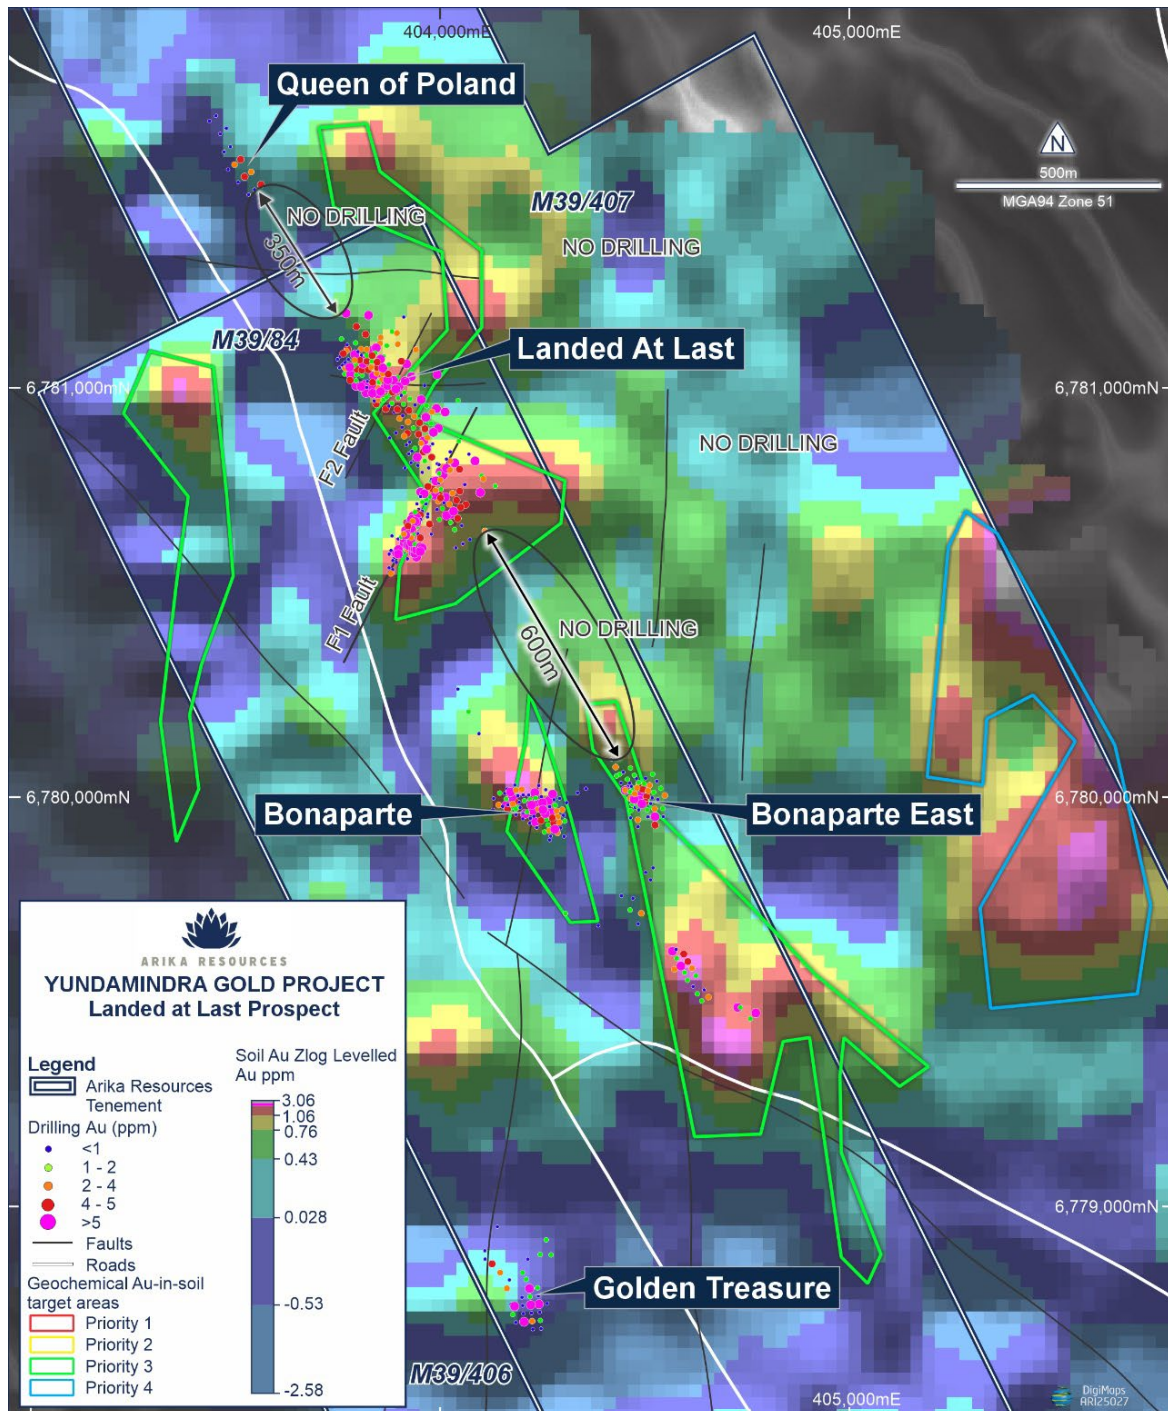 404,000mE
405,000mE
Queen of Poland
N
500m
MGA94 Zone 51
M39/407
NO DRILLING
NO DRILLING
350m
M39/84
Landed At Last
6,781,000mN
6,781,000mN
NO DRILLING
F2 Fault
F1 Fault
NO DRILLING
600m
6,780,000mN
6,780,000mN
Bonaparte
Bonaparte East
ARIKA RESOURCES
YUNDAMINDRA GOLD PROJECT
Landed at Last Prospect
Legend
Arika Resources
Tenement
Drilling Au (ppm)
<1
1 - 2
2 - 4
4 - 5
>5
Faults
Roads
Geochemical Au-in-soil
target areas
Priority 1
Priority 2
Priority 3
Priority 4
Soil Au Zlog Levelled
Au ppm
3.06
1.06
0.76
0.43
0.028
-0.53
-2.58
6,779,000mN
Golden Treasure
M39/406
405,000mE
DigiMaps
ARI25027